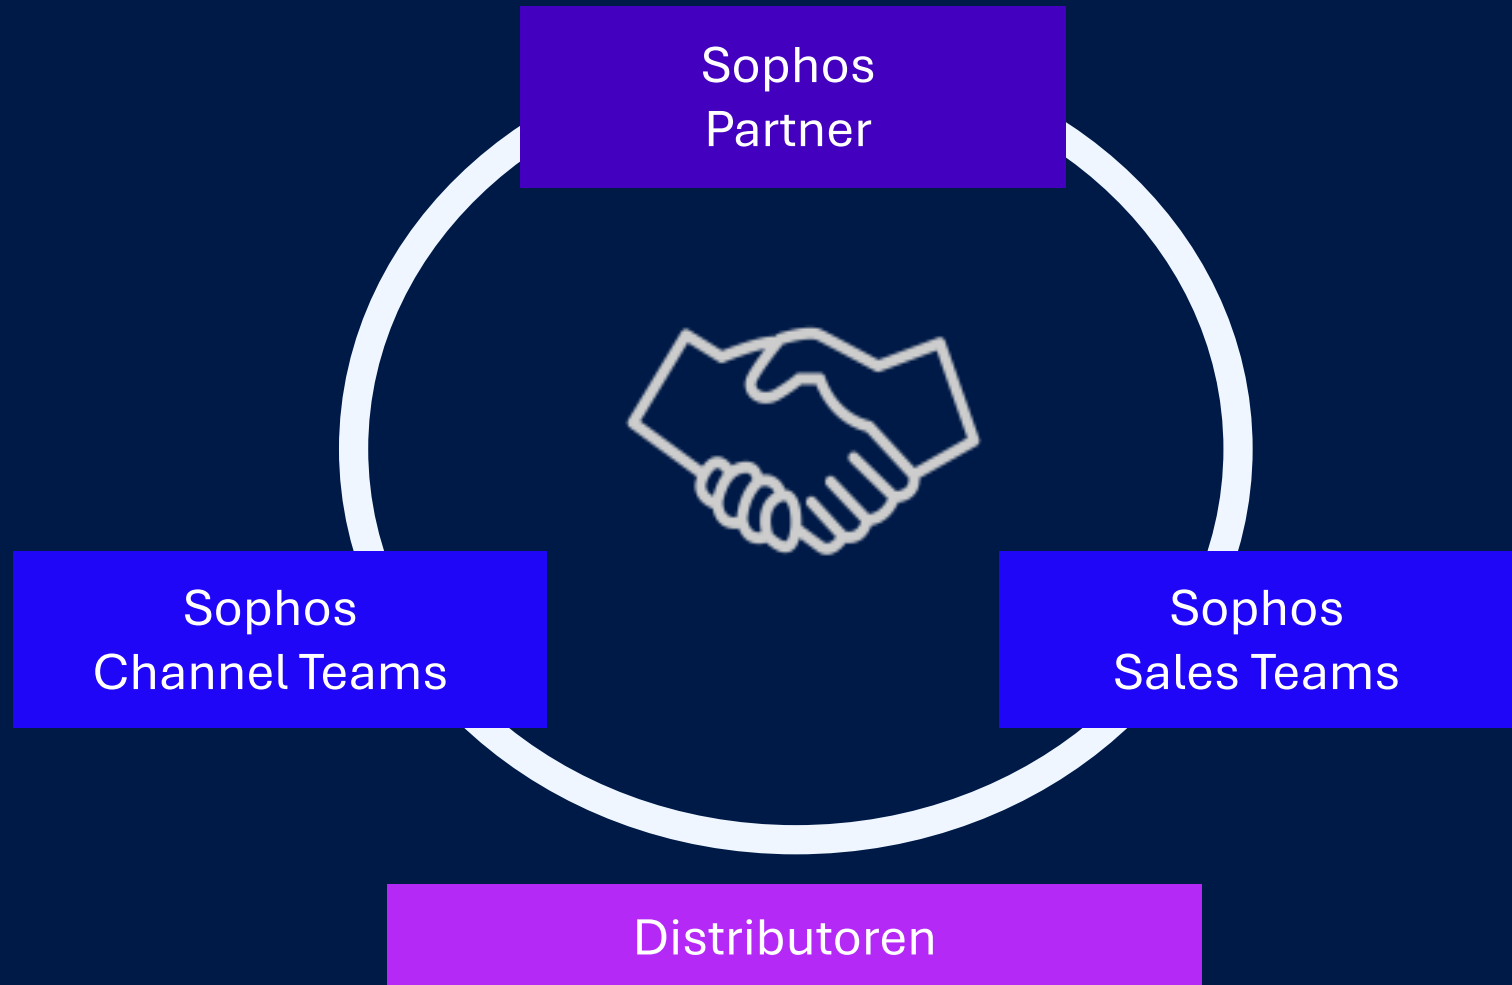 Sophos
Partner
Sophos
Channel Teams
Sophos
Sales Teams
Distributoren